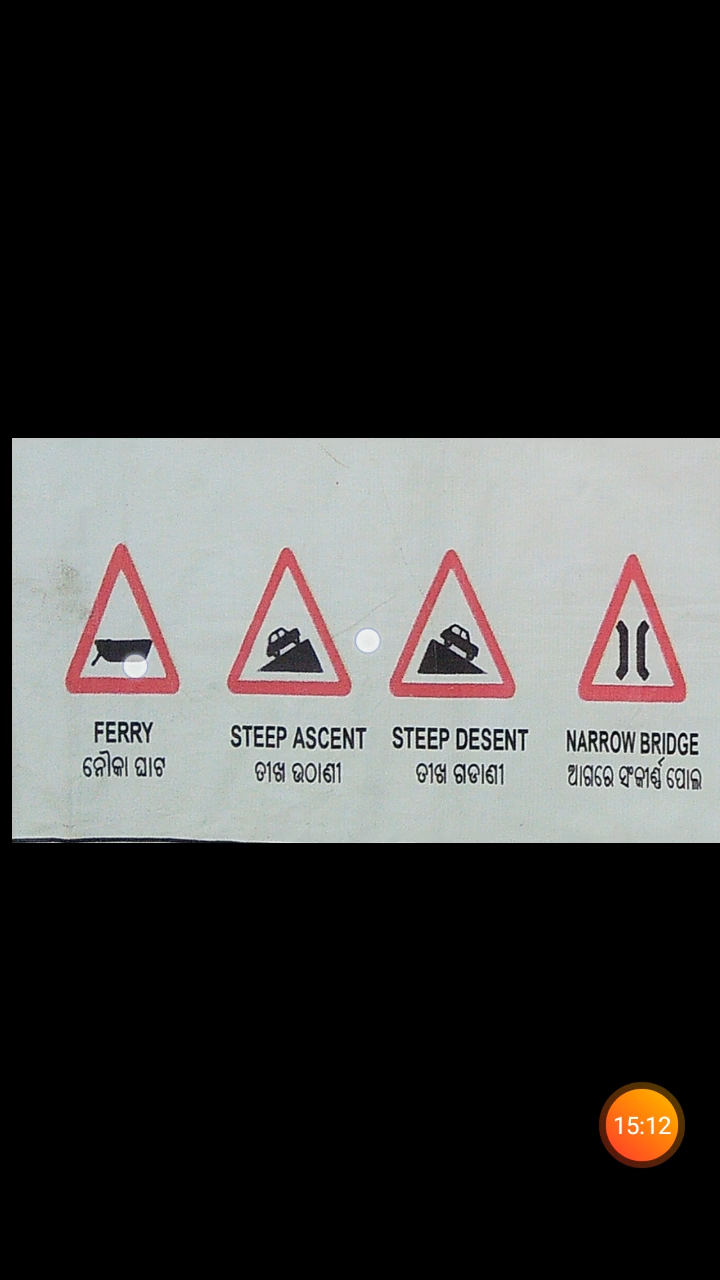 FERRY
ନୌକା ଘାଟ
STEEP ASCENT
ତୀଖ ଉଠାଣୀ
STEEP DESENT
ତୀଖ ଗଡାଣୀ
NARROW BRIDGE
ଆଗରେ ସଂକୀର୍ଣ୍ଣ ପୋଲ
15:12